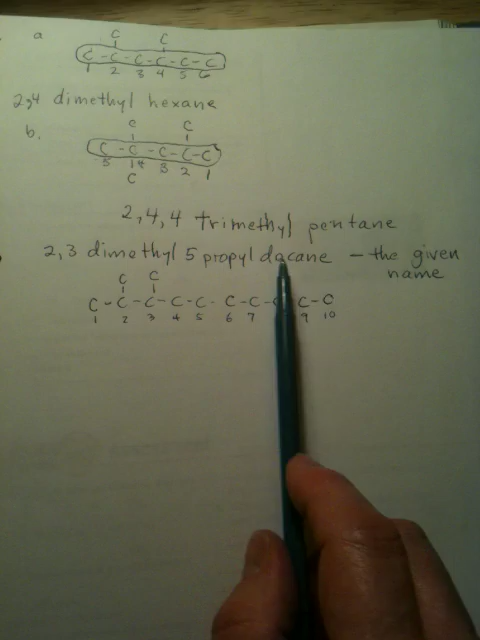 a
C C
C - C - C - C - C - C
1 2 3 4 5 6
2,4 dimethyl hexane
b.
C C
C - C - C - C - C
5 4 3 2 1
C
2,4,4 trimethyl pentane
2,3 dimethyl 5 propyl dacane - the given
name
C C
C - C - C - C - C - C - C - C - C
1 2 3 4 5 6 7 9 10